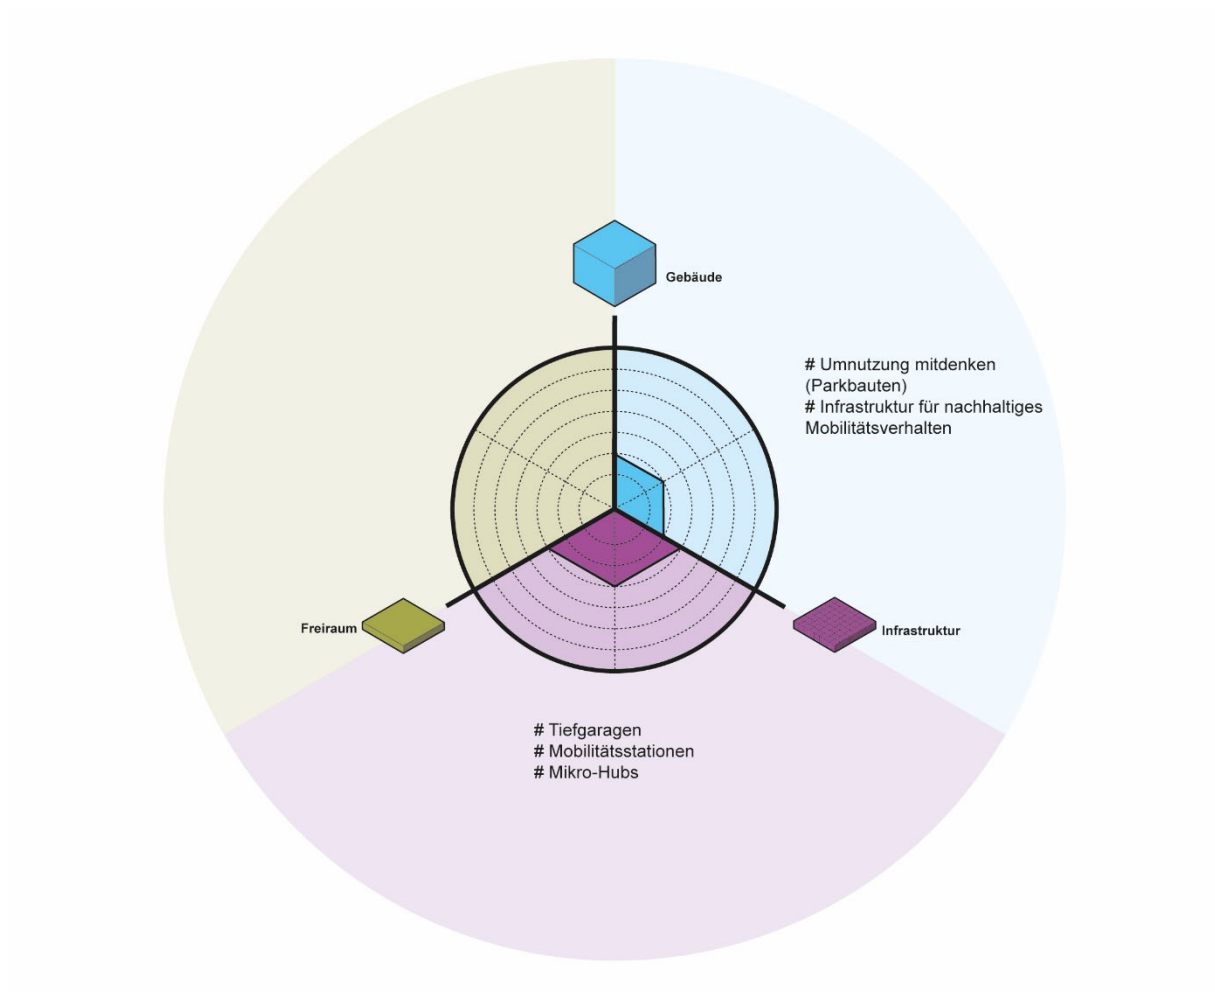 Gebäude
# Umnutzung mitdenken
(Parkbauten)
# Infrastruktur für nachhaltiges
Mobilitätsverhalten
Freiraum
Infrastruktur
# Tiefgaragen
# Mobilitätsstationen
# Mikro-Hubs